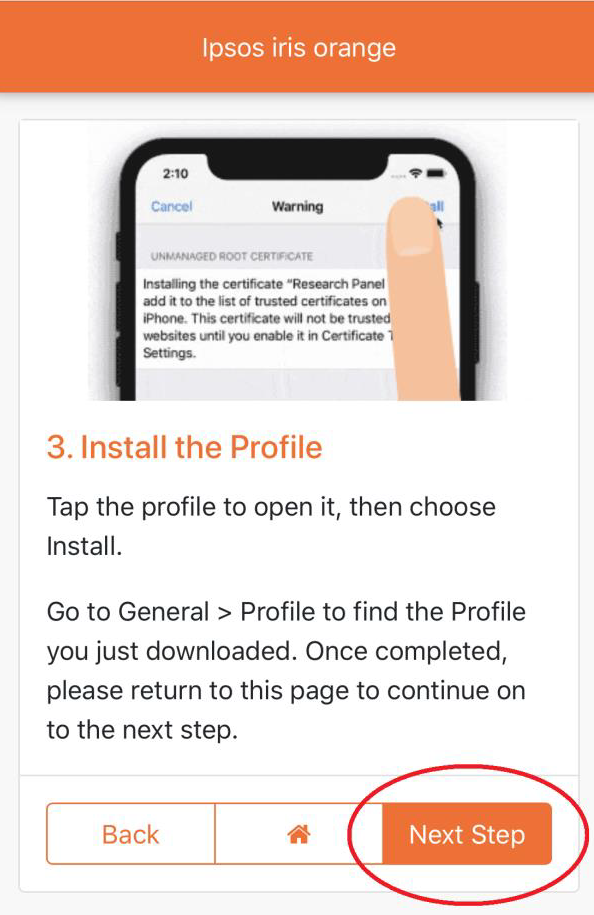 Ipsos iris orange
2:10
Cancel Warning all
UNMANAGED ROOT CERTIFICATE
Installing the certificate “Research Panel
add it to the list of trusted certificates on
iPhone. This certificate will not be trusted
websites until you enable it in Certificate T
Settings.
3. Install the Profile
Tap the profile to open it, then choose
Install.
Go to General > Profile to find the Profile
you just downloaded. Once completed,
please return to this page to continue on
to the next step.
Back Next Step